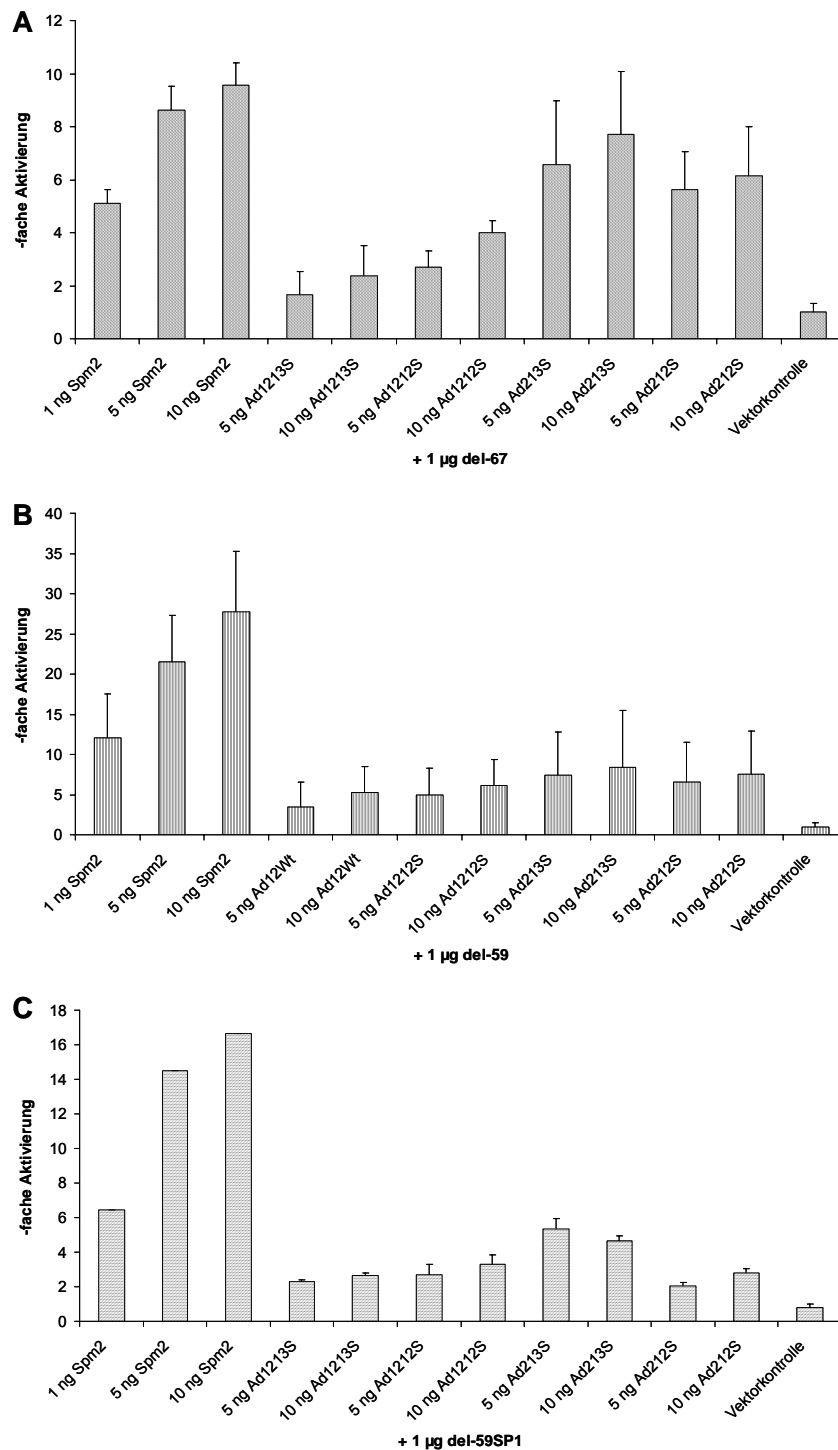 A
12
10
8
6
4
2
0
-fache Aktivierung
1 ng Spm2
5 ng Spm2
10 ng Spm2
5 ng Ad1213S
10 ng Ad1213S
5 ng Ad1212S
10 ng Ad1212S
5 ng Ad213S
10 ng Ad213S
5 ng Ad212S
10 ng Ad212S
Vektorkontrolle
+ 1 µg del-67
B
40
35
30
25
20
15
10
5
0
-fache Aktivierung
1 ng Spm2
5 ng Spm2
10 ng Spm2
5 ng Ad12Wt
10 ng Ad12Wt
5 ng Ad1212S
10 ng Ad1212S
5 ng Ad213S
10 ng Ad213S
5 ng Ad212S
10 ng Ad212S
Vektorkontrolle
+ 1 µg del-59
C
18
16
14
12
10
8
6
4
2
0
-fache Aktivierung
1 ng Spm2
5 ng Spm2
10 ng Spm2
5 ng Ad1213S
10 ng Ad1213S
5 ng Ad1212S
10 ng Ad1212S
5 ng Ad213S
10 ng Ad213S
5 ng Ad212S
10 ng Ad212S
Vektorkontrolle
+ 1 µg del-59SP1